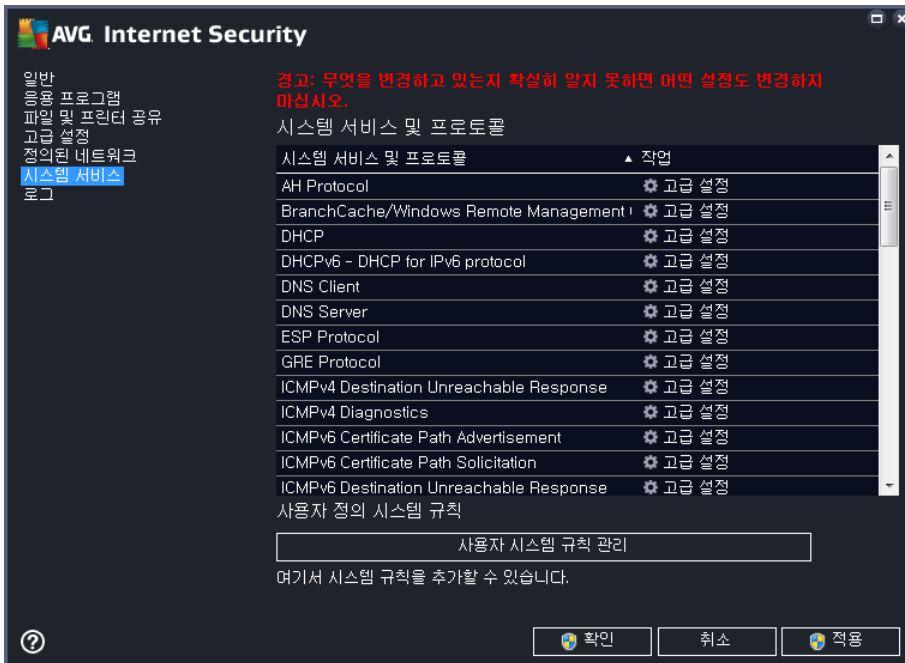 AVG Internet Security
일반
응용 프로그램
파일 및 프린터 공유
고급 설정
정의된 네트워크
시스템 서비스
로그
경고: 무엇을 변경하고 있는지 확실히 알지 못하면 어떤 설정도 변경하지
마십시오.
시스템 서비스 및 프로토콜
시스템 서비스 및 프로토콜 작업
AH Protocol 고급 설정
BranchCache/Windows Remote Management 고급 설정
DHCP 고급 설정
DHCPv6 - DHCP for IPv6 protocol 고급 설정
DNS Client 고급 설정
DNS Server 고급 설정
ESP Protocol 고급 설정
GRE Protocol 고급 설정
ICMPv4 Destination Unreachable Response 고급 설정
ICMPv4 Diagnostics 고급 설정
ICMPv6 Certificate Path Advertisement 고급 설정
ICMPv6 Certificate Path Solicitation 고급 설정
ICMPv6 Destination Unreachable Response 고급 설정
사용자 정의 시스템 규칙
사용자 시스템 규칙 관리
여기서 시스템 규칙을 추가할 수 있습니다.
확인
취소
적용